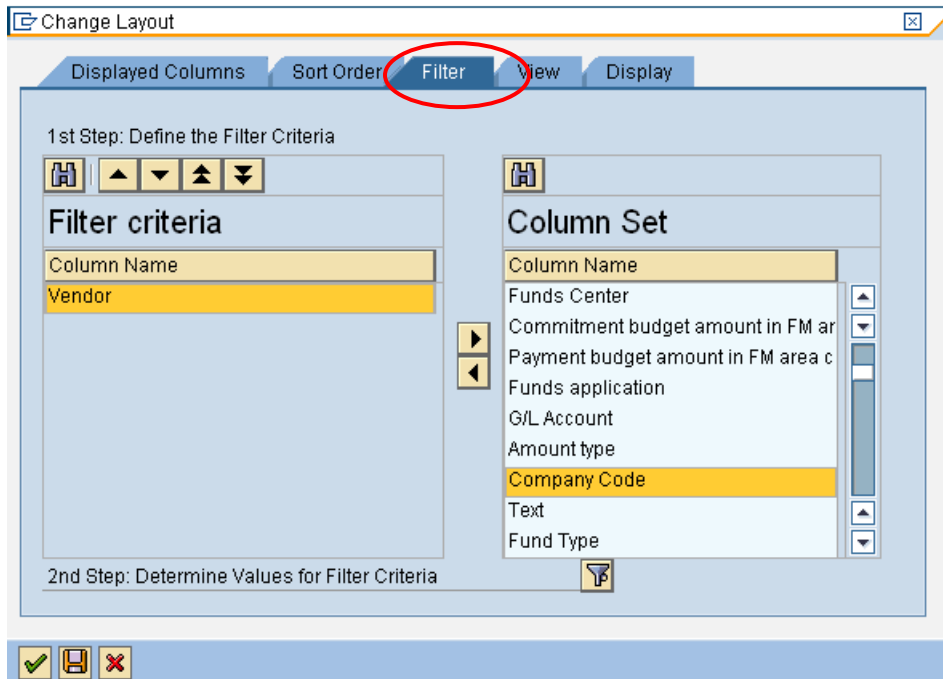 Change Layout
Displayed Columns Sort Order Filter View Display
1st Step: Define the Filter Criteria
Filter criteria
Column Name
Vendor
Column Set
Column Name
Funds Center
Commitment budget amount in FM ar
Payment budget amount in FM area c
Funds application
G/L Account
Amount type
Company Code
Text
Fund Type
2nd Step: Determine Values for Filter Criteria